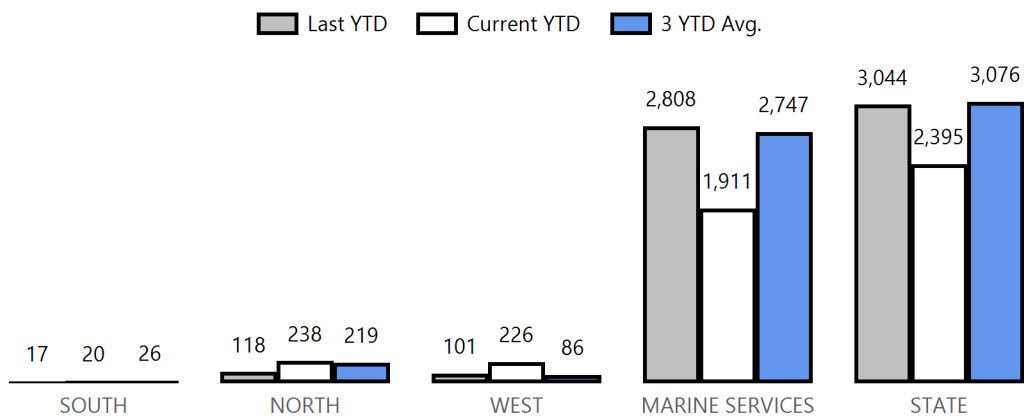 Last YTD Current YTD 3 YTD Avg.
17 20 26
118 238 219
101 226 86
2,808 1,911 2,747
3,044 2,395 3,076
SOUTH NORTH WEST MARINE SERVICES STATE